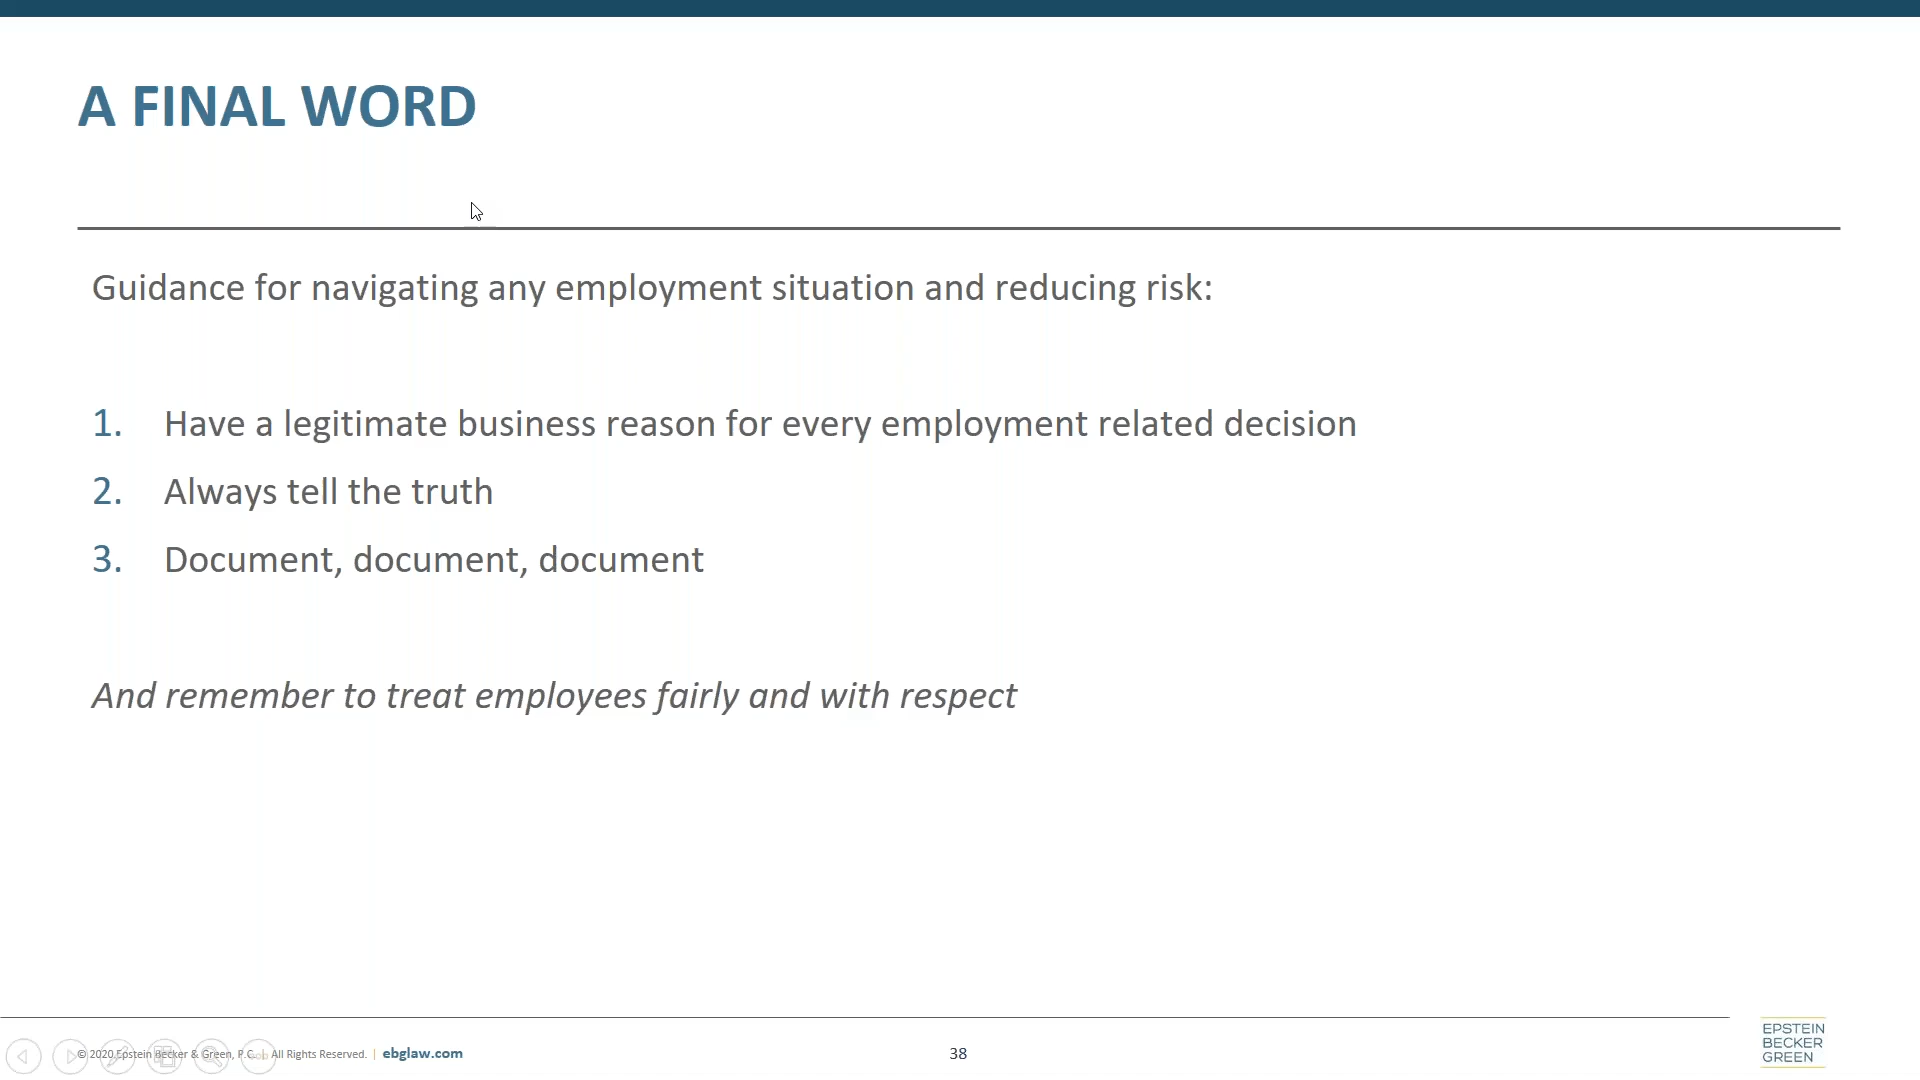 A FINAL WORD
Guidance for navigating any employment situation and reducing risk:
1. Have a legitimate business reason for every employment related decision
2. Always tell the truth
3. Document, document, document
And remember to treat employees fairly and with respect
© 2020 Epstein Becker & Green, P.C. | All Rights Reserved. | ebglaw.com
38
EPSTEIN
BECKER
GREEN